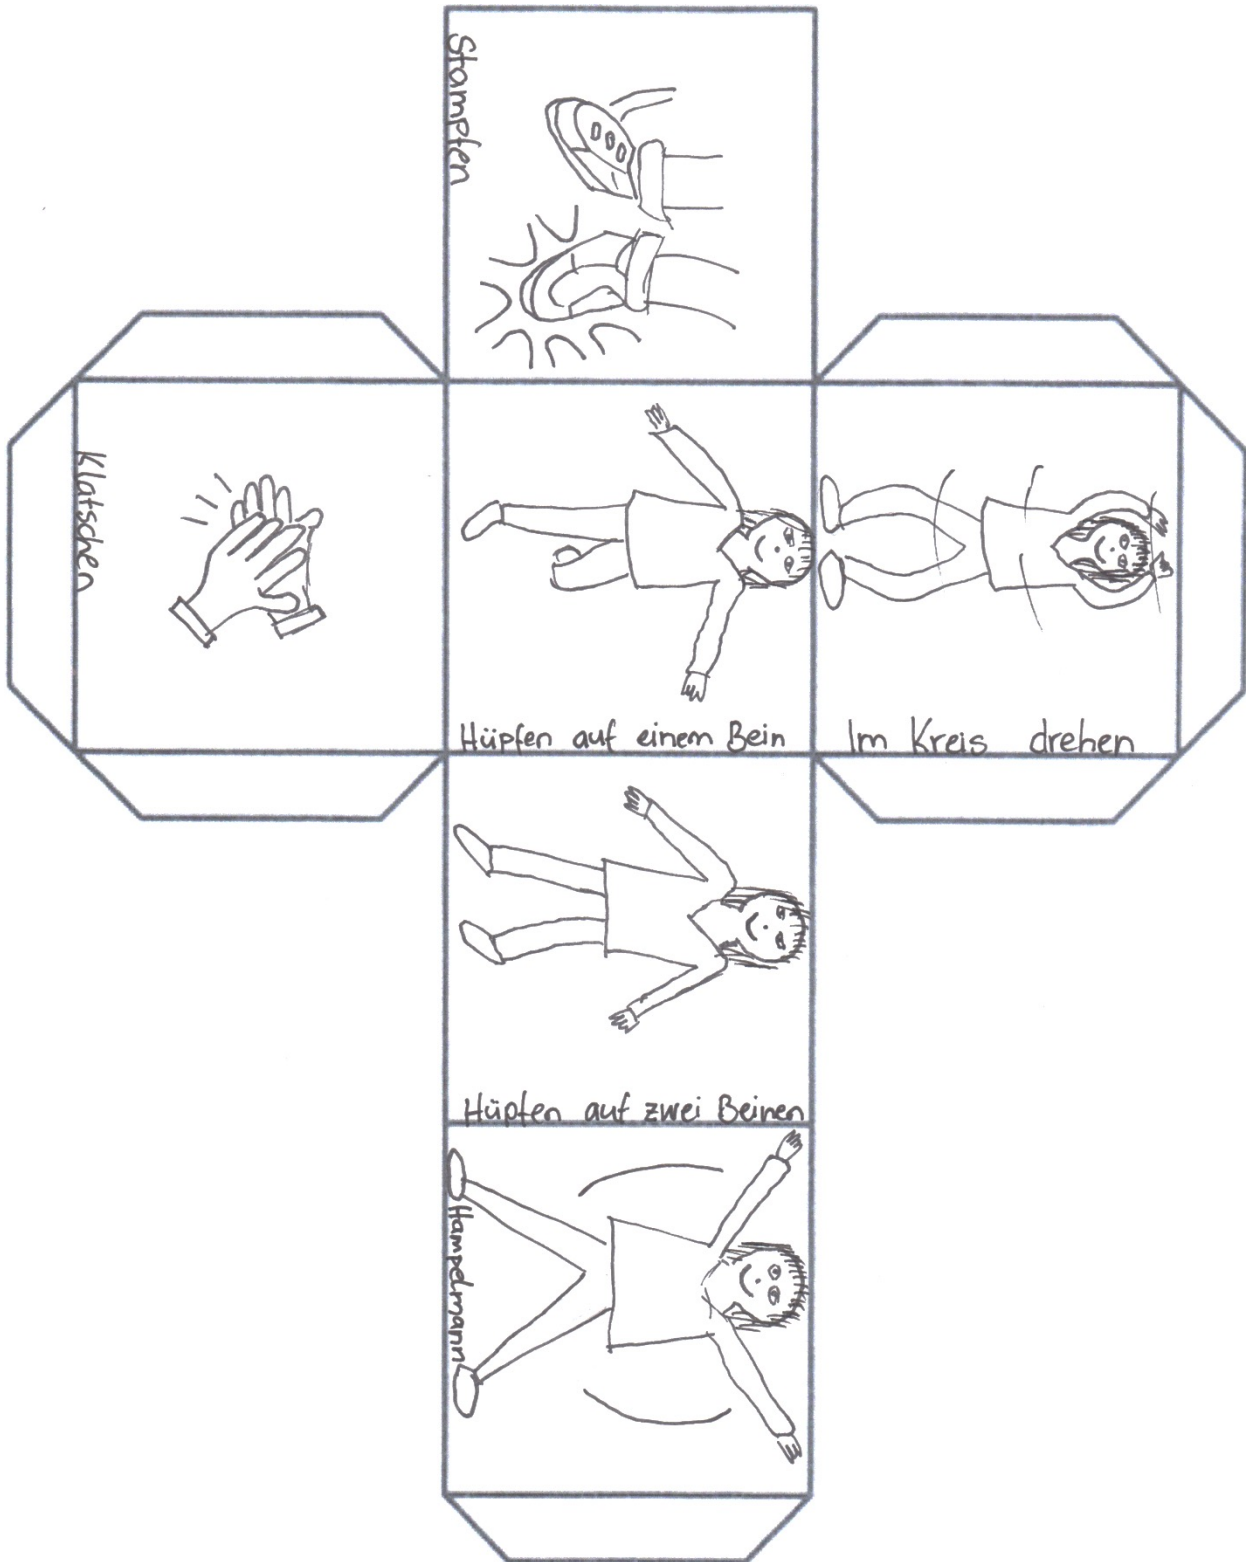 Stampfen
Klatschen
Hüpfen auf einem Bein
Im Kreis drehen
Hüpfen auf zwei Beinen
Hampelmann